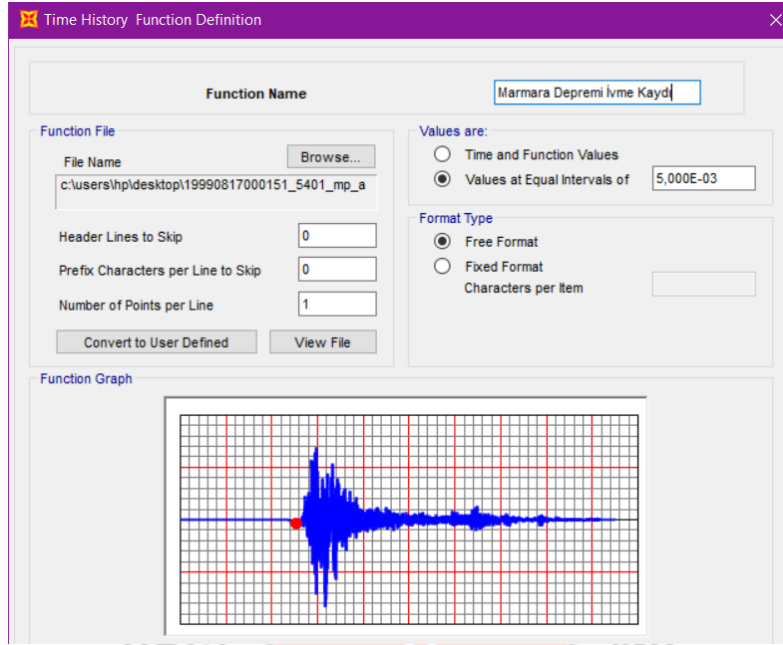 Time History Function Definition
Function Name
Marmara Depremi İvme Kaydı
Function File
File Name
Browse...
c:\users\hp\desktop\19990817000151_5401_mp_a
Header Lines to Skip
0
Prefix Characters per Line to Skip
0
Number of Points per Line
1
Convert to User Defined
View File
Values are:
Time and Function Values
Values at Equal Intervals of
5,000E-03
Format Type
Free Format
Fixed Format
Characters per Item
Function Graph